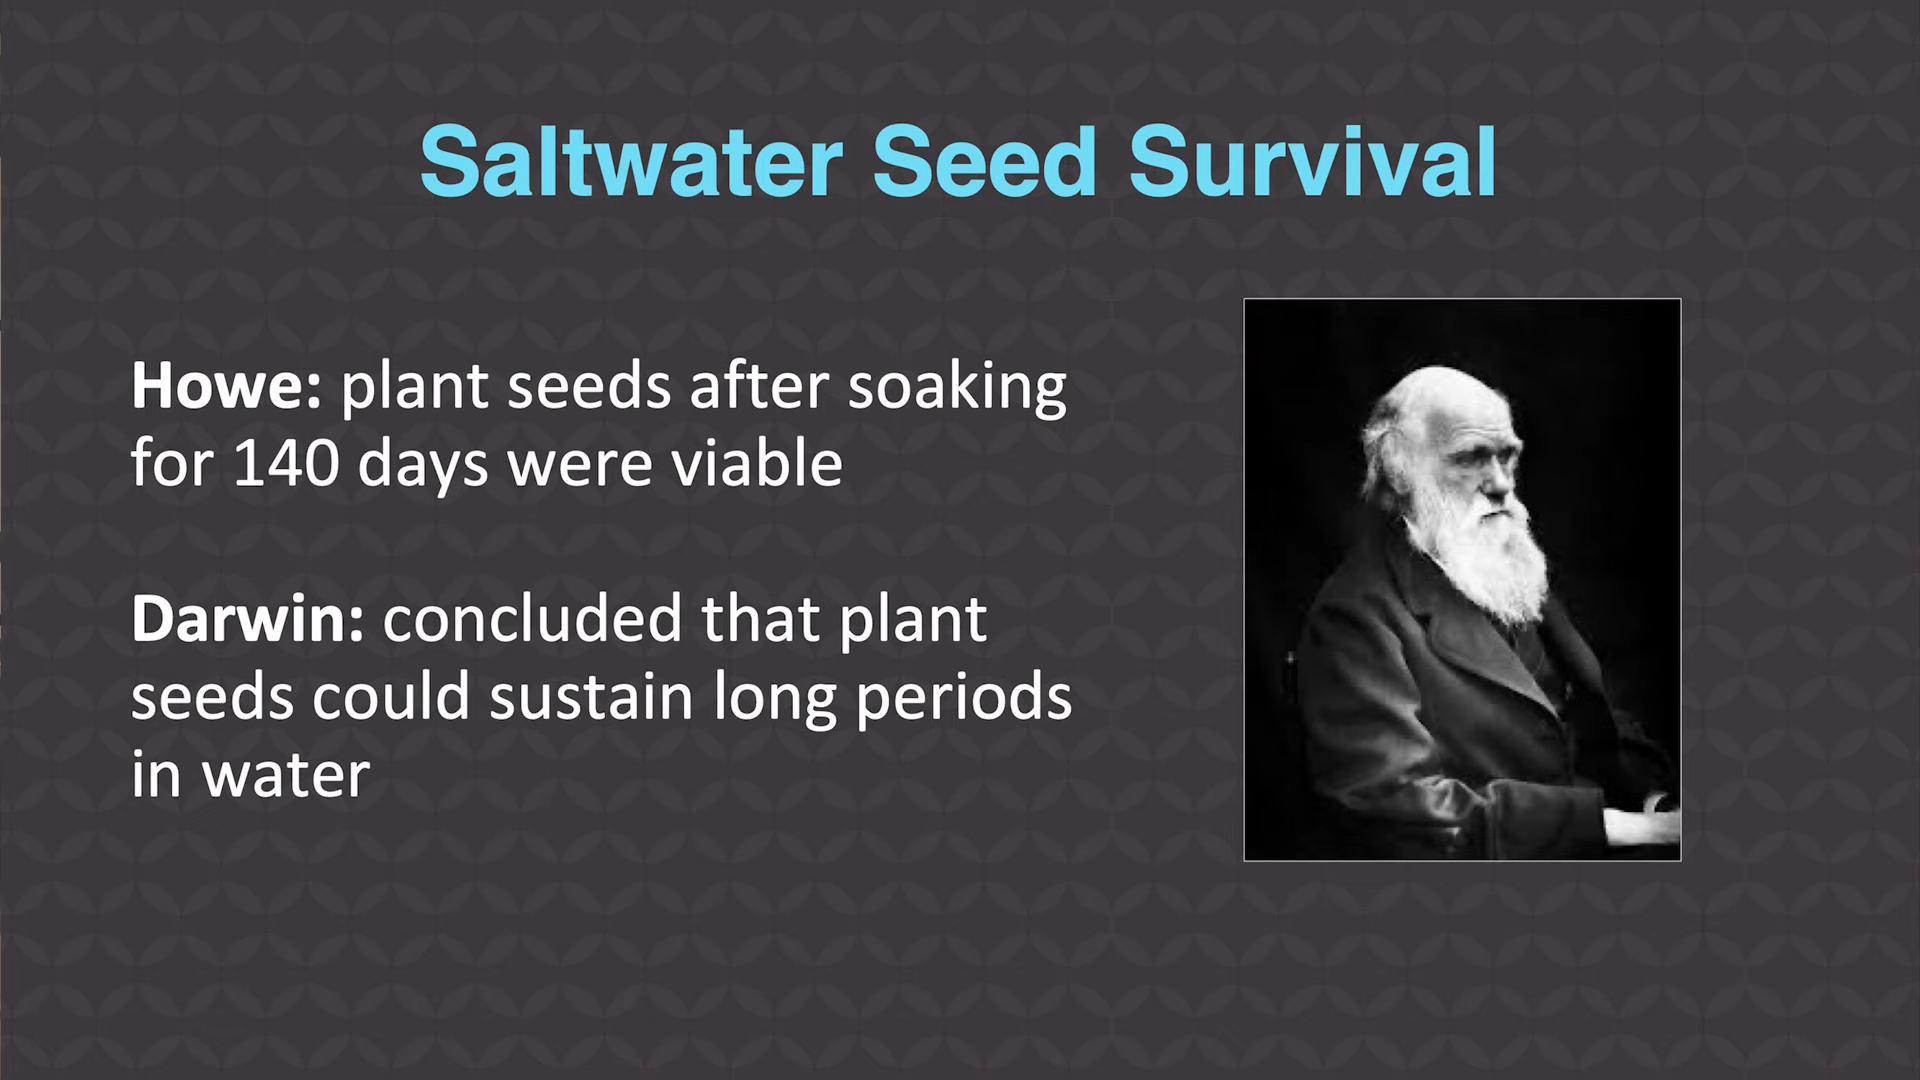 Saltwater Seed Survival
Howe: plant seeds after soaking
for 140 days were viable
Darwin: concluded that plant
seeds could sustain long periods
in water